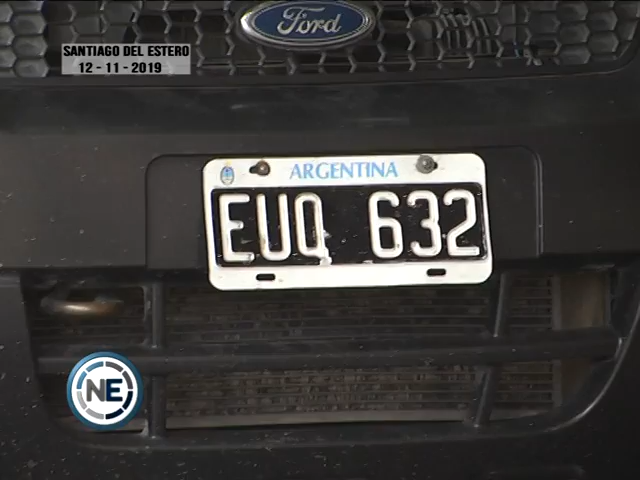 Ford
SANTIAGO DEL ESTERO
12 - 11 - 2019
ARGENTINA
EUQ 632
NE